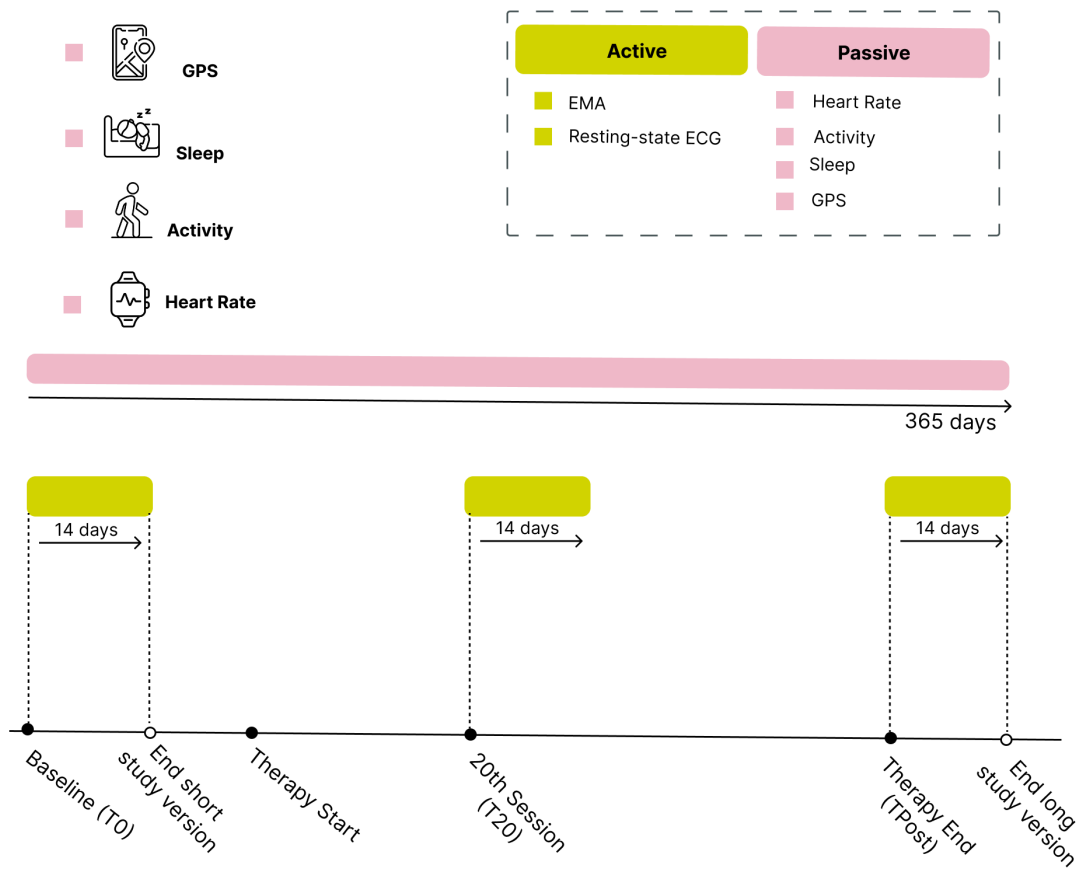 GPS
z z
Sleep
Activity
Heart Rate
Active
Passive
EMA
Resting-state ECG
Heart Rate
Activity
Sleep
GPS
365 days
14 days
14 days
14 days
Baseline (T0)
End short
study version
Therapy Start
20th Session
(T20)
Therapy End
(TPost)
End long
study version